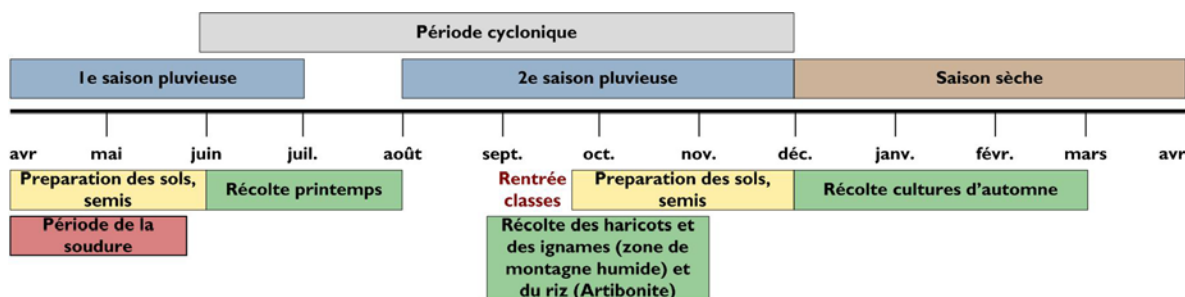 Période cyclonique
1e saison pluvieuse
2e saison pluvieuse
Saison sèche
avr mai juin juil. août sept. oct. nov. déc. janv. févr. mars avr
Preparation des sols,
semis
Récolte printemps
Rentrée
classes
Preparation des sols,
semis
Récolte cultures d'automne
Période de la
soudure
Récolte des haricots et
des ignames (zone de
montagne humide) et
du riz (Artibonite)